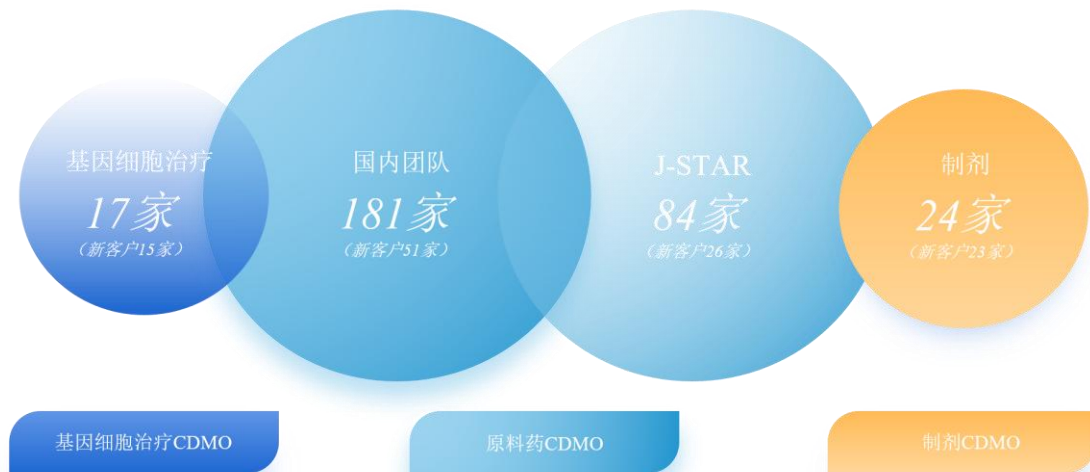 基因细胞治疗
17家
（新客户15家）
国内团队
181家
（新客户51家）
J-STAR
84家
（新客户26家）
制剂
24家
（新客户23家）
基因细胞治疗CDMO
原料药CDMO
制剂CDMO